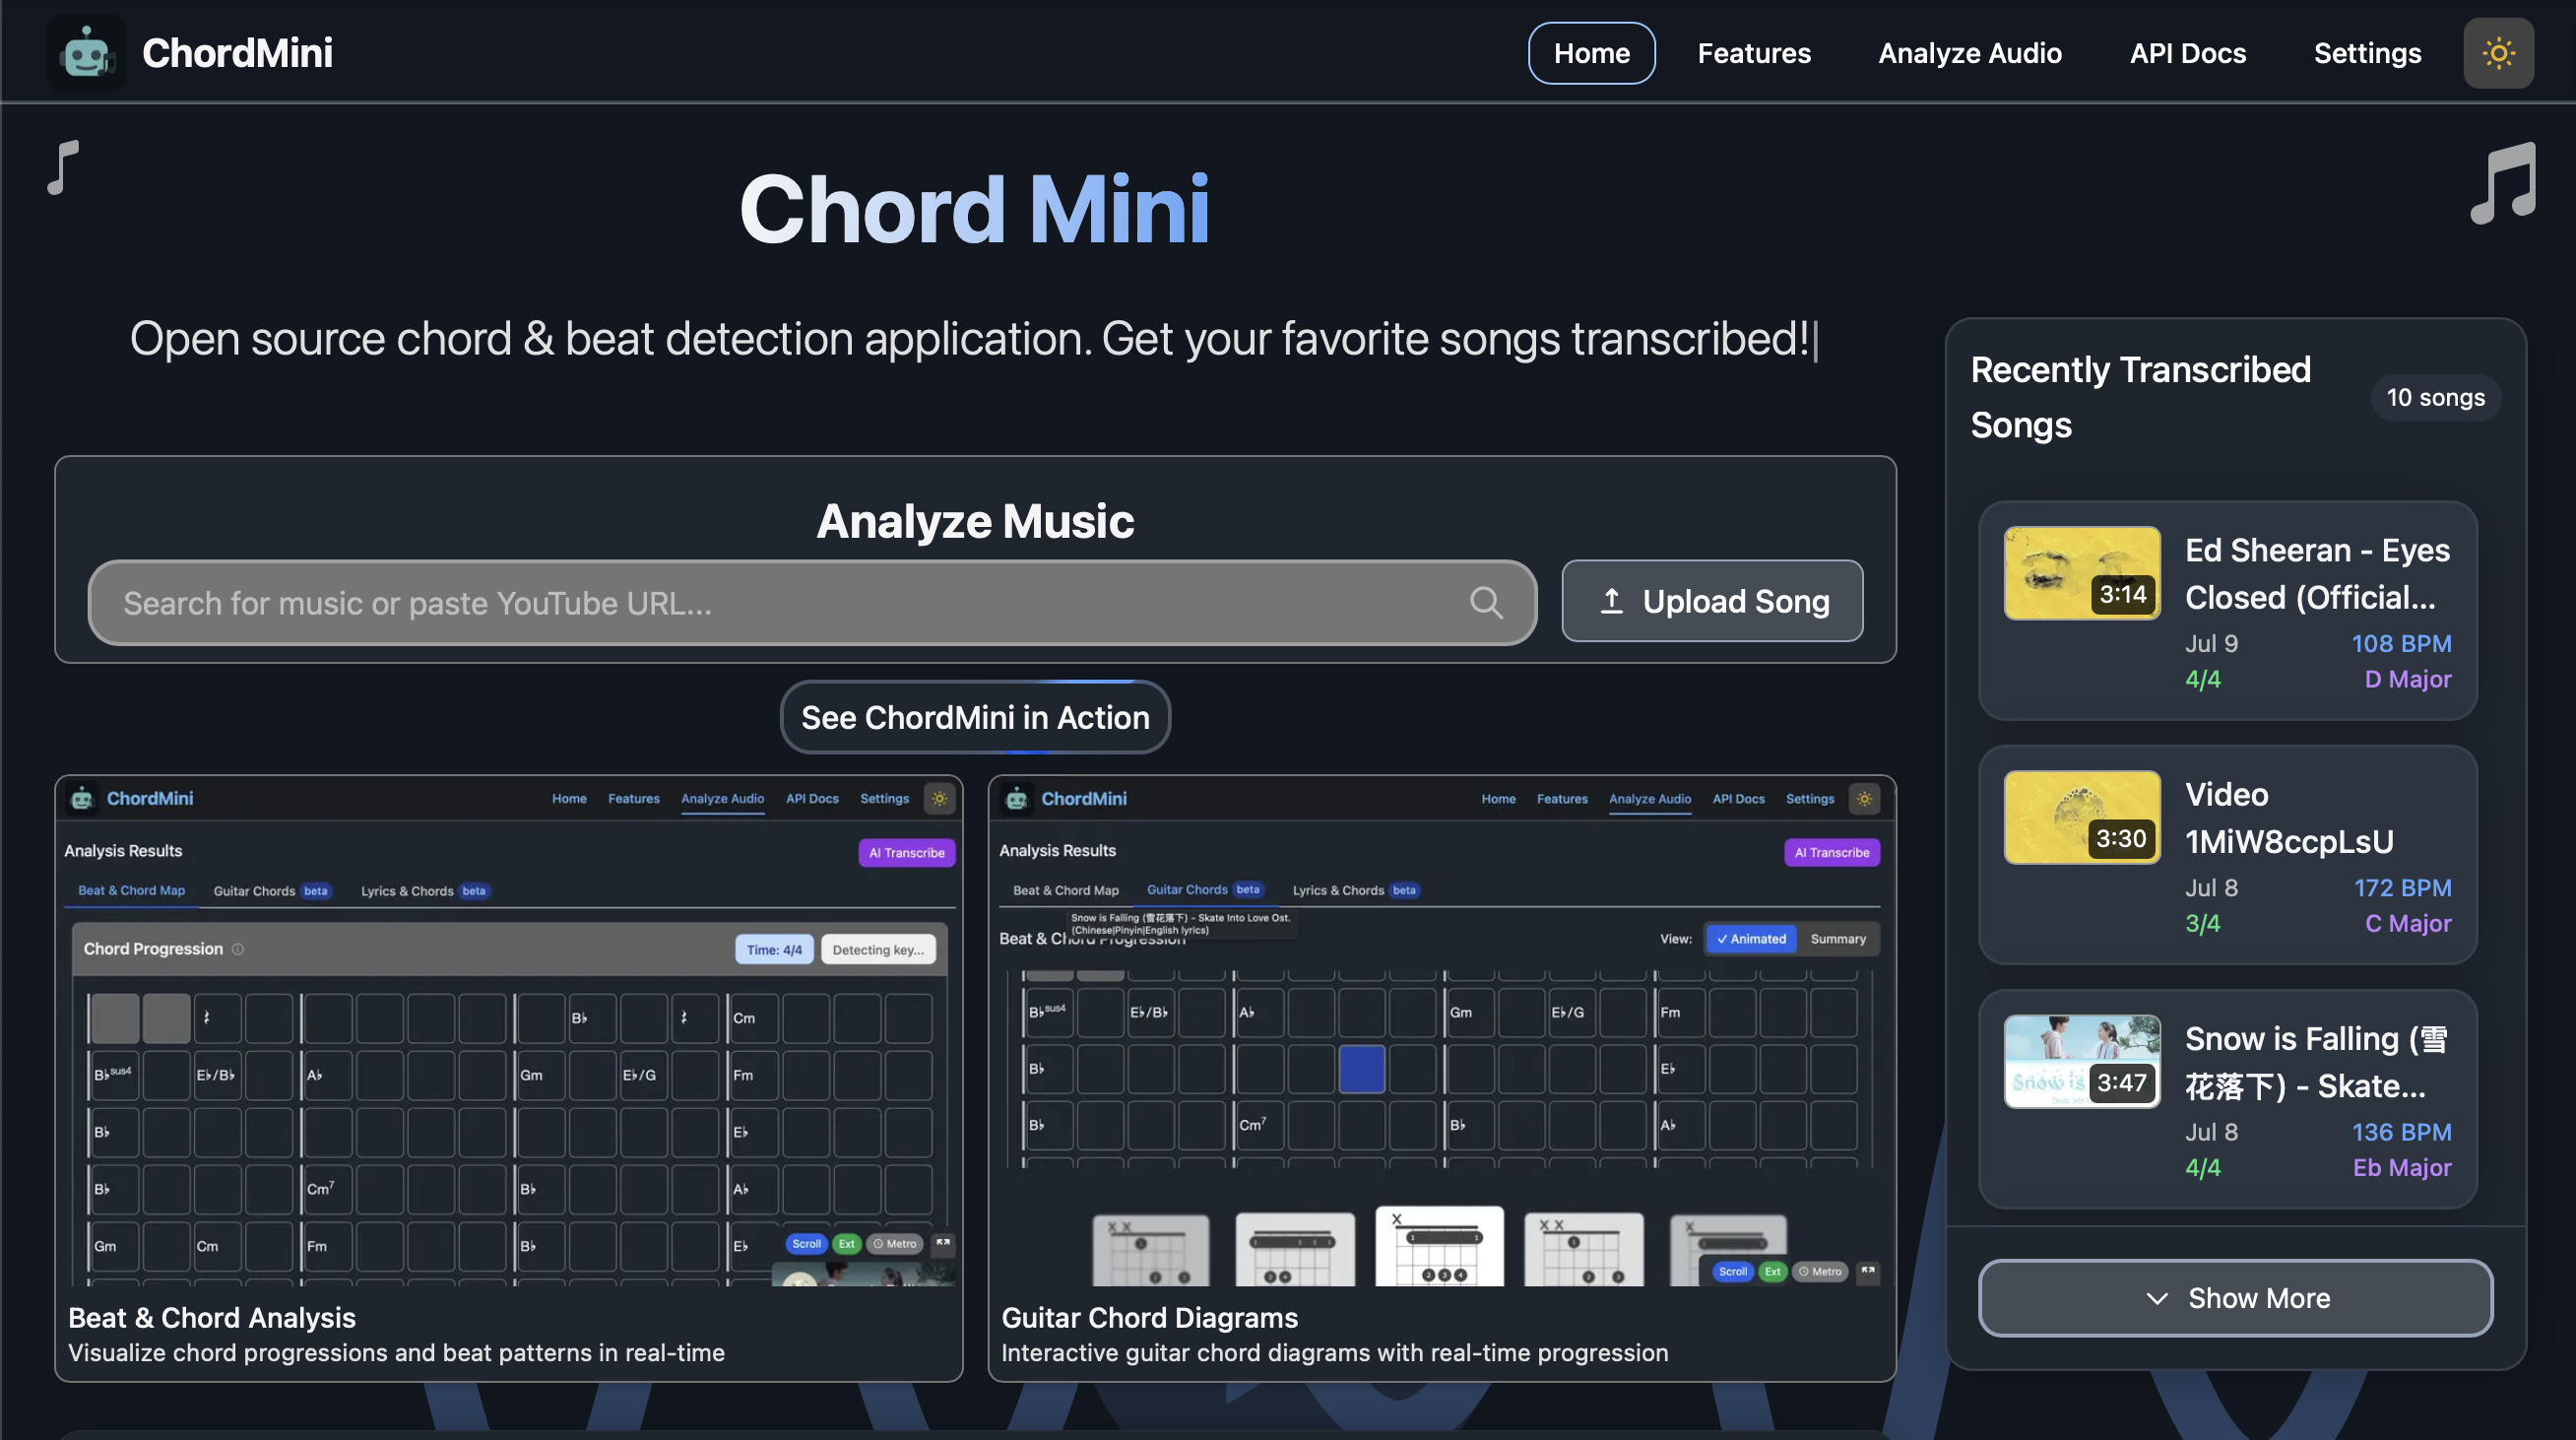 ChordMini
Home
Features
Analyze Audio
API Docs
Settings
Chord Mini
Open source chord & beat detection application. Get your favorite songs transcribed!|
Analyze Music
Search for music or paste YouTube URL...
Upload Song
See ChordMini in Action
ChordMini
Home
Features
Analyze Audio
API Docs
Settings
Analysis Results
AI Transcribe
Beat & Chord Map
Guitar Chords beta
Lyrics & Chords beta
Chord Progression
Time: 4/4
Detecting key...
B♭ Cm
B♭sus4 E♭/B♭ A♭ Gm E♭/G Fm
B♭ E♭
B♭ Cm7 B♭ A♭
Gm Cm Fm B♭ E♭
Scroll
Ext
Metro
Beat & Chord Analysis
Visualize chord progressions and beat patterns in real-time
ChordMini
Home
Features
Analyze Audio
API Docs
Settings
Analysis Results
AI Transcribe
Beat & Chord Map
Guitar Chords beta
Lyrics & Chords beta
Snow is Falling (雪花落下) - Skate Into Love Ost.
(Chinese|Pinyin|English lyrics)
Beat & Chord Progression
View:
✓ Animated
Summary
B♭sus4 E♭/B♭ A♭ Gm E♭/G Fm
B♭ E♭
B♭ Cm7 B♭ A♭
X X
X
1 1
2 3 4
X X
X
Scroll
Ext
Metro
Guitar Chord Diagrams
Interactive guitar chord diagrams with real-time progression
Recently Transcribed
Songs
10 songs
3:14
Ed Sheeran - Eyes
Closed (Official...
Jul 9
108 BPM
4/4
D Major
3:30
Video
1MiW8ccpLsU
Jul 8
172 BPM
3/4
C Major
Snow is
3:47
Snow is Falling (雪
花落下) - Skate...
Jul 8
136 BPM
4/4
Eb Major
Show More